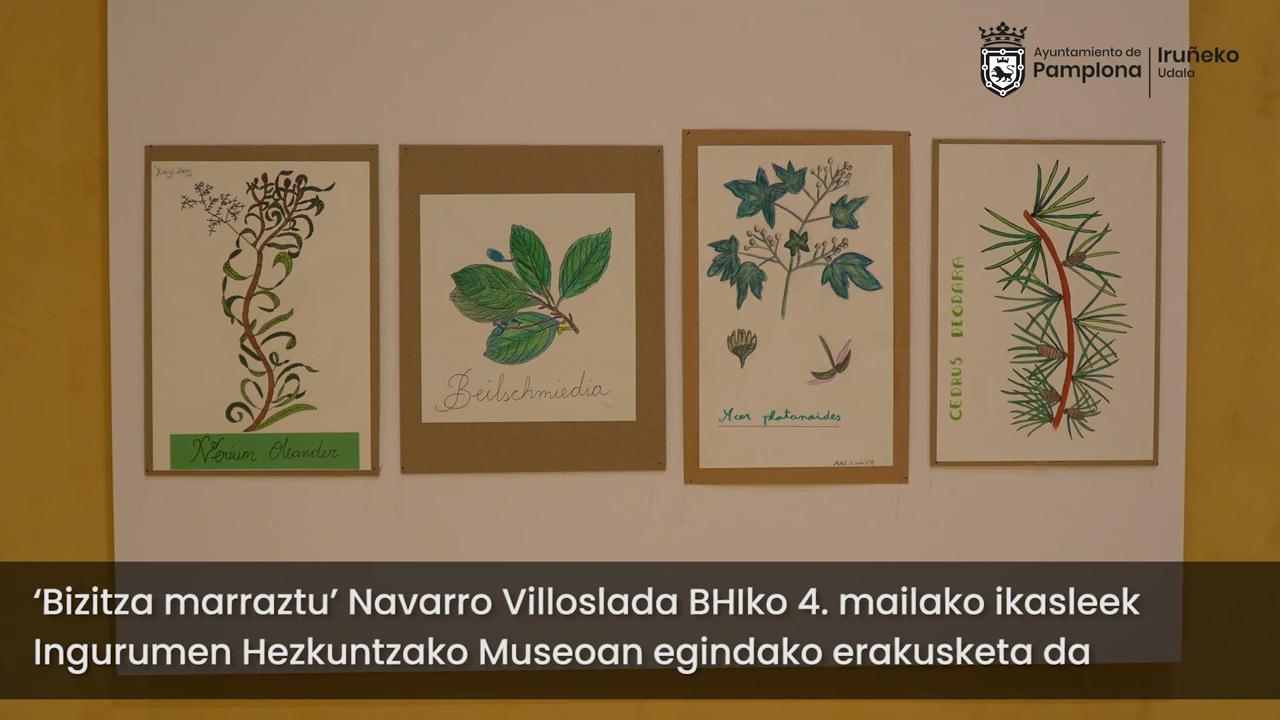 Ayuntamiento de
Pamplona
Iruñeko
Udala
Nerium Oleander
Beilschmiedia
Acer platanoides
CEDRUS DEODARA
‘Bizitza marraztu’ Navarro Villoslada BHIko 4. mailako ikasleek
Ingurumen Hezkuntzako Museoan egindako erakusketa da